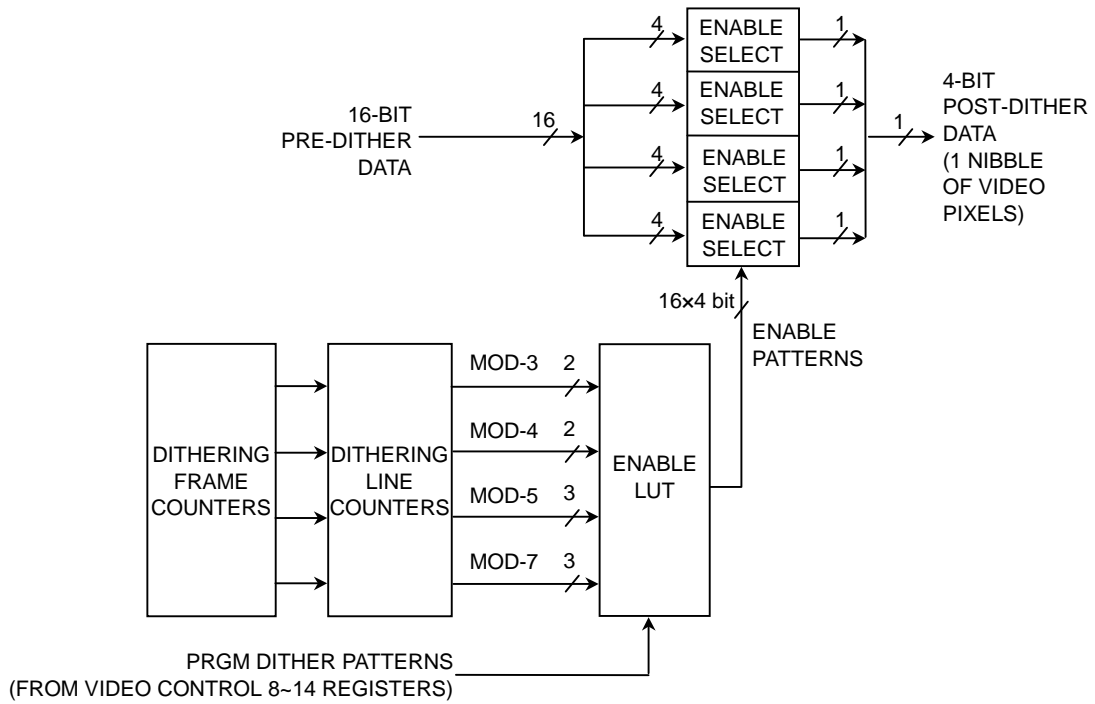 4
ENABLE
SELECT
1
4
ENABLE
SELECT
1
4
ENABLE
SELECT
1
4
ENABLE
SELECT
1
16-BIT
PRE-DITHER
DATA
16
1
4-BIT
POST-DITHER
DATA
(1 NIBBLE
OF VIDEO
PIXELS)
16×4 bit
ENABLE
PATTERNS
DITHERING
FRAME
COUNTERS
DITHERING
LINE
COUNTERS
MOD-3 2
MOD-4 2
MOD-5 3
MOD-7 3
ENABLE
LUT
PRGM DITHER PATTERNS
(FROM VIDEO CONTROL 8~14 REGISTERS)